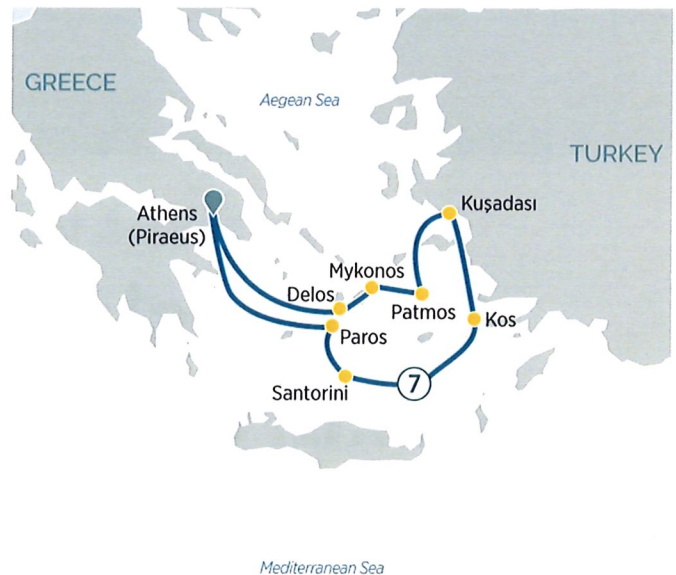 GREECE
Aegean Sea
TURKEY
Athens
(Piraeus)
Kuşadası
Mykonos
Delos
Patmos
Kos
Paros
Santorini
7
Mediterranean Sea